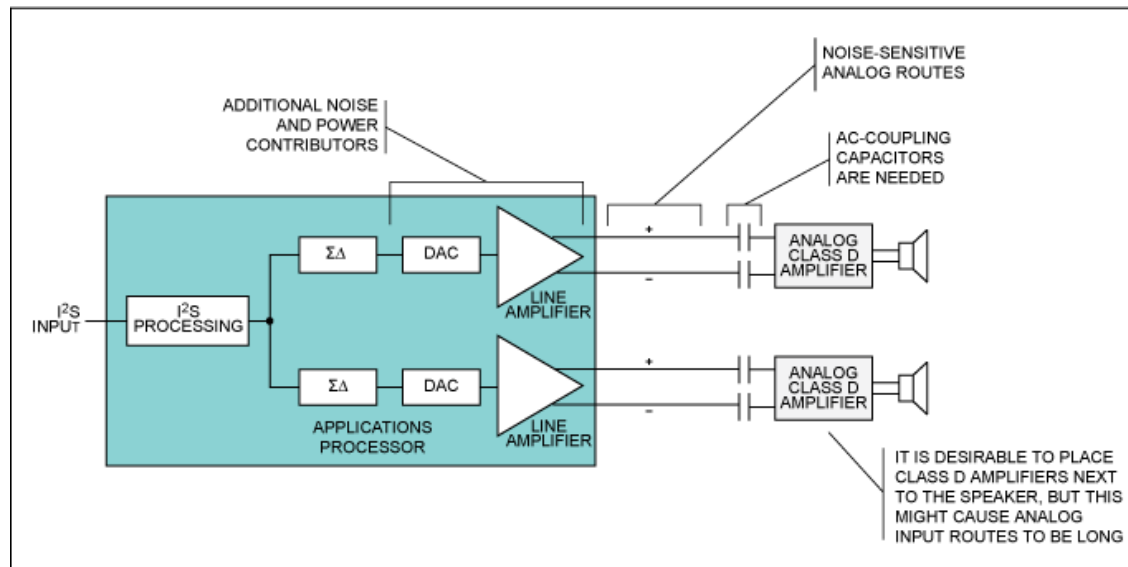 NOISE-SENSITIVE
ANALOG ROUTES
ADDITIONAL NOISE
AND POWER
CONTRIBUTORS
AC-COUPLING
CAPACITORS
ARE NEEDED
I²S
INPUT
I²S
PROCESSING
ΣΔ
DAC
LINE
AMPLIFIER
+
−
ANALOG
CLASS D
AMPLIFIER
ΣΔ
DAC
LINE
AMPLIFIER
+
−
ANALOG
CLASS D
AMPLIFIER
APPLICATIONS
PROCESSOR
IT IS DESIRABLE TO PLACE
CLASS D AMPLIFIERS NEXT
TO THE SPEAKER, BUT THIS
MIGHT CAUSE ANALOG
INPUT ROUTES TO BE LONG